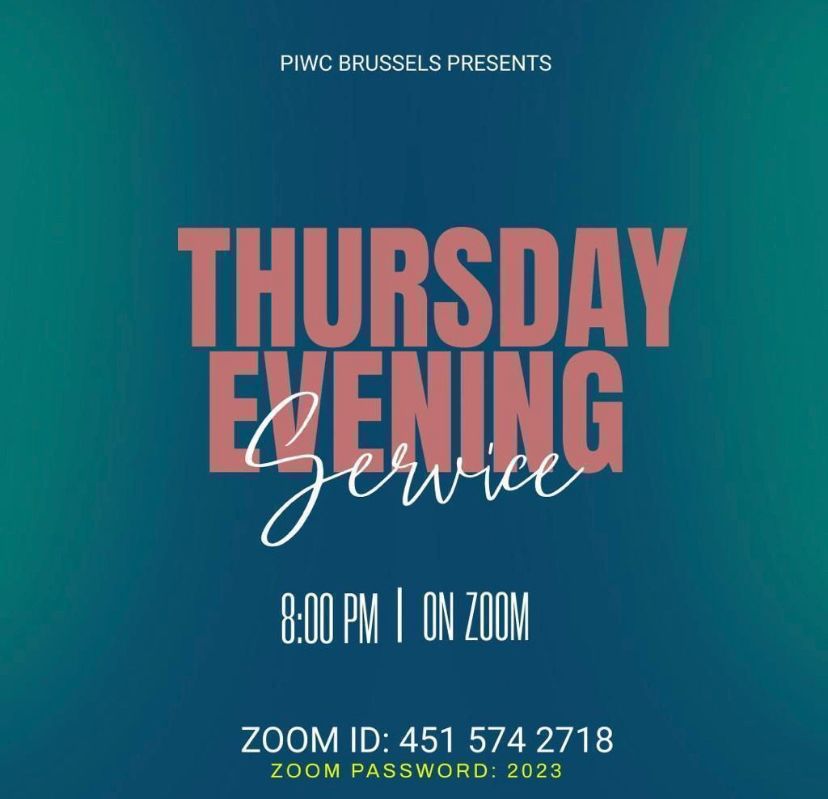 PIWC BRUSSELS PRESENTS
THURSDAY
EVENING
Service
8:00 PM | ON ZOOM
ZOOM ID: 451 574 2718
ZOOM PASSWORD: 2023